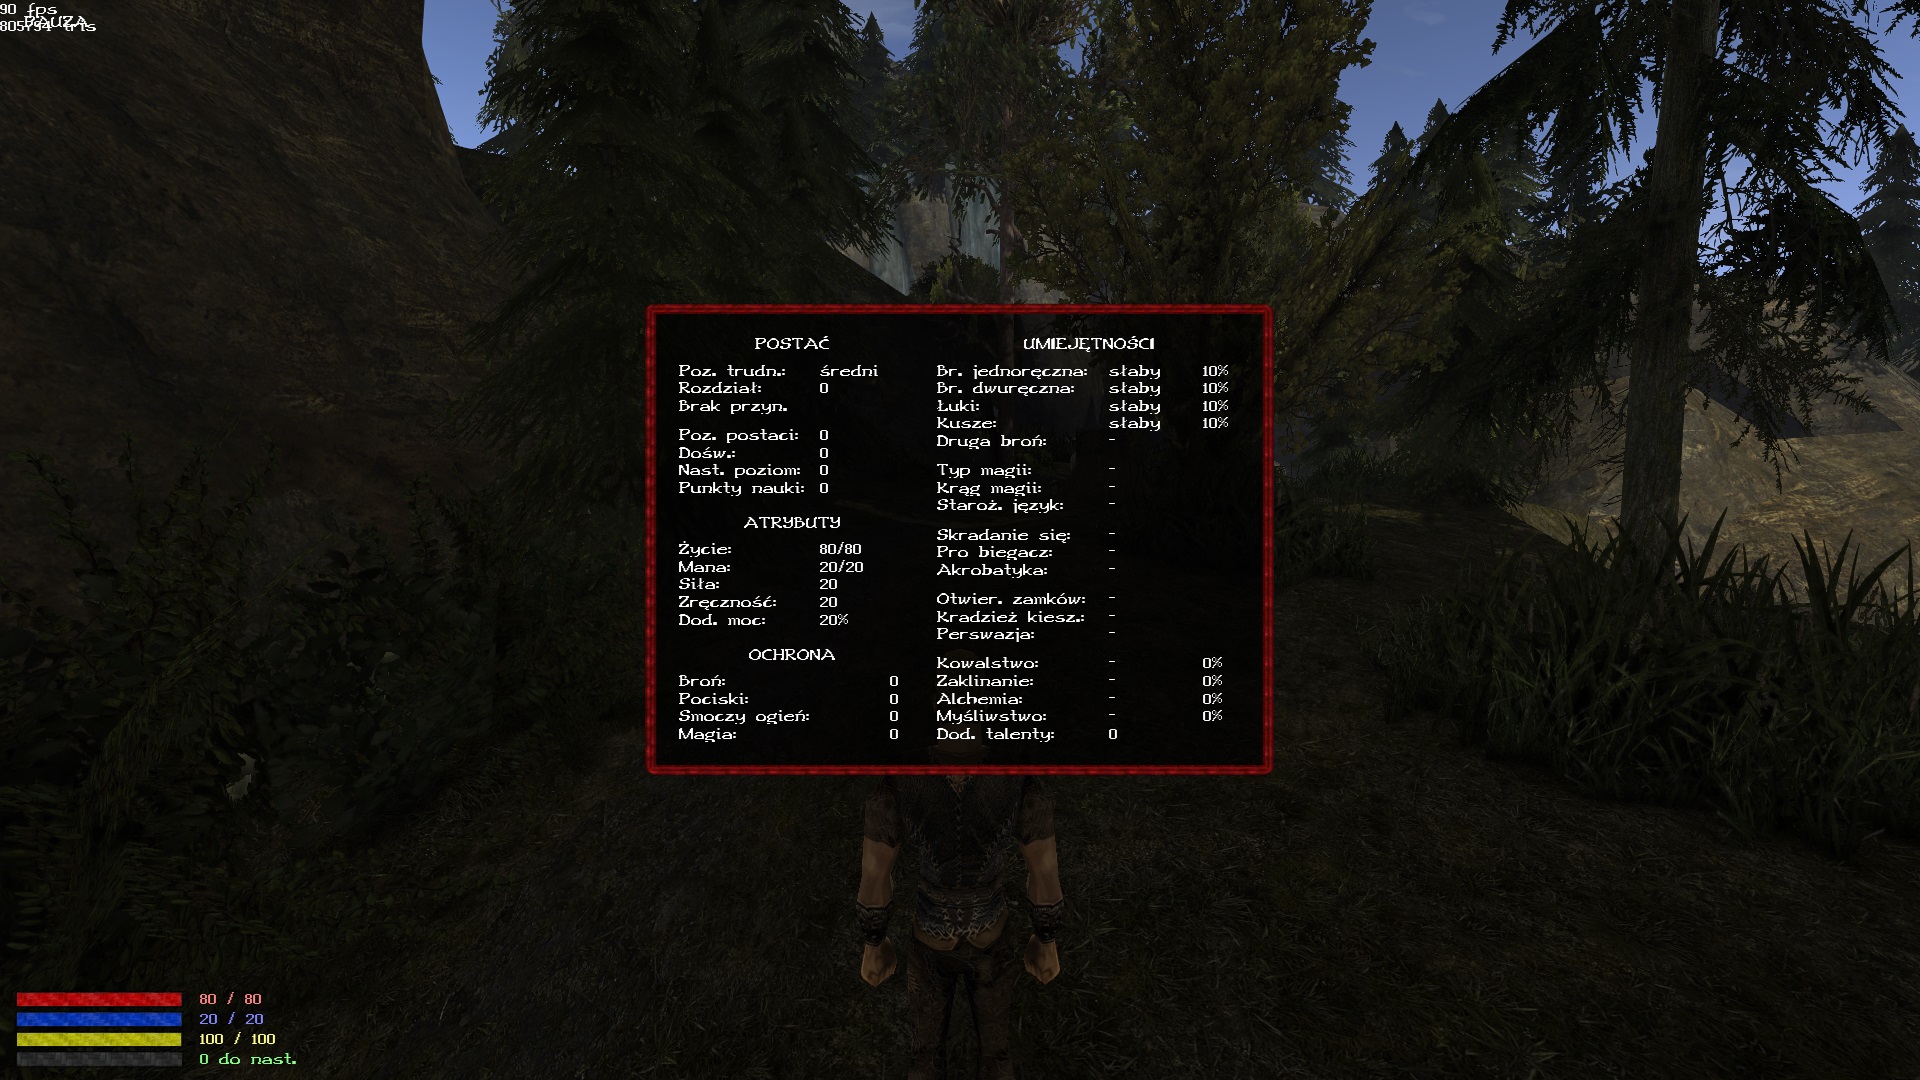 90 fps
PAUZA
805794 tris
POSTAĆ
Poz. trudn.: średni
Rozdział: 0
Brak przyn.
Poz. postaci: 0
Dośw.: 0
Nast. poziom: 0
Punkty nauki: 0
ATRYBUTY
Życie: 80/80
Mana: 20/20
Siła: 20
Zręczność: 20
Dod. moc: 20%
OCHRONA
Broń: 0
Pociski: 0
Smoczy ogień: 0
Magia: 0
UMIEJĘTNOŚCI
Br. jednoręczna: słaby 10%
Br. dwuręczna: słaby 10%
Łuki: słaby 10%
Kusze: słaby 10%
Druga broń: -
Typ magii: -
Krąg magii: -
Staroż. język: -
Skradanie się: -
Pro biegacz: -
Akrobatyka: -
Otwier. zamków: -
Kradzież kiesz.: -
Perswazja: -
Kowalstwo: - 0%
Zaklinanie: - 0%
Alchemia: - 0%
Myślistwo: - 0%
Dod. talenty: 0
80 / 80
20 / 20
100 / 100
0 do nast.